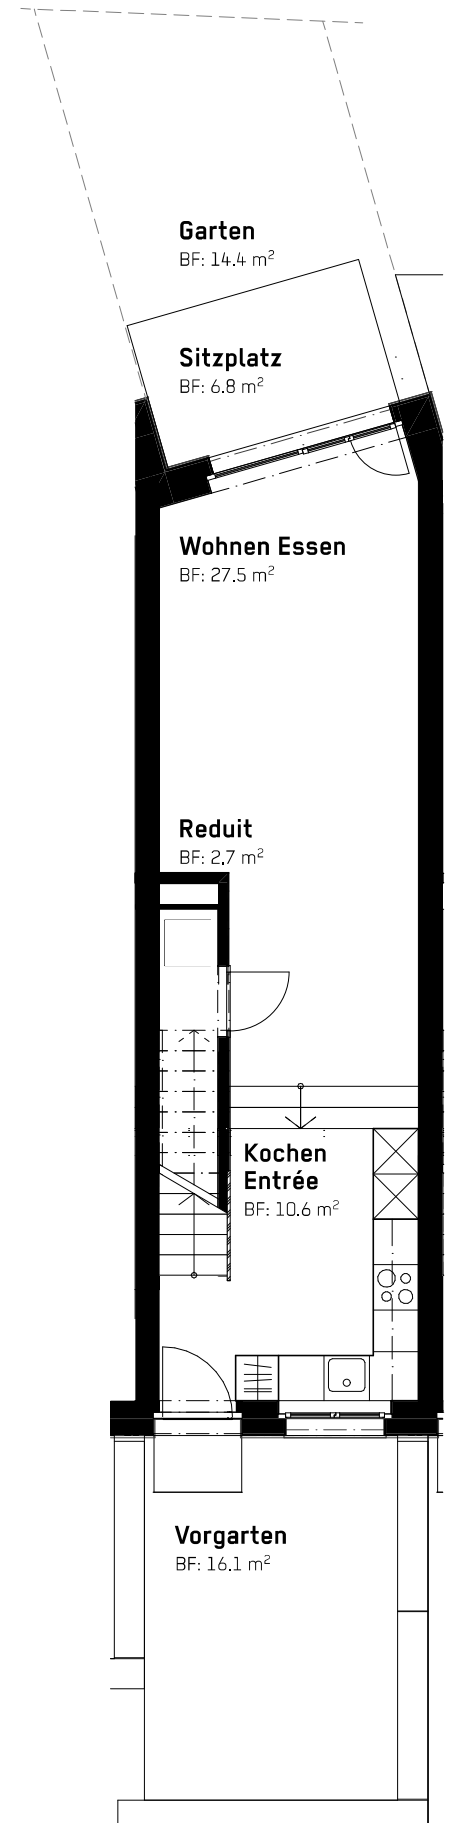 Garten
BF: 14.4 m²
Sitzplatz
BF: 6.8 m²
Wohnen Essen
BF: 27.5 m²
Reduit
BF: 2.7 m²
Kochen
Entrée
BF: 10.6 m²
Vorgarten
BF: 16.1 m²